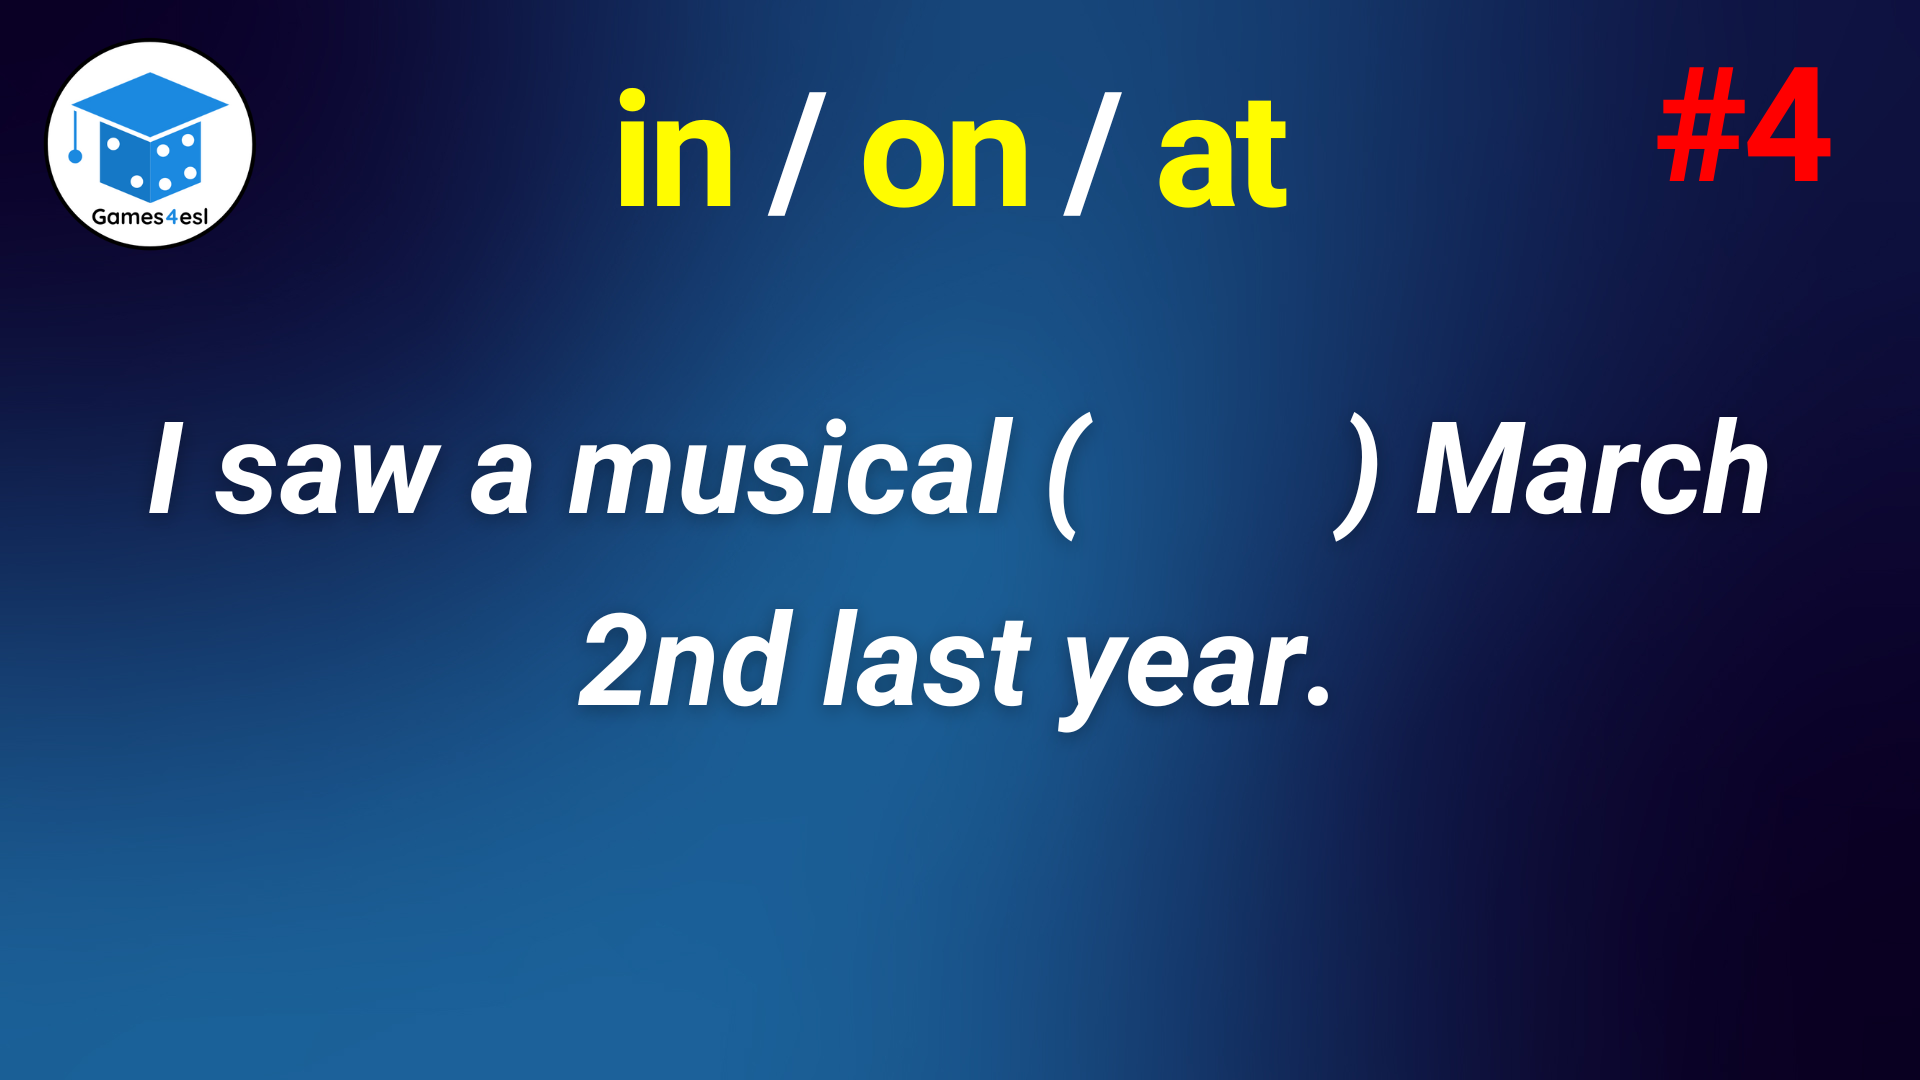 Games4esl
in / on / at
#4
I saw a musical (      ) March
2nd last year.